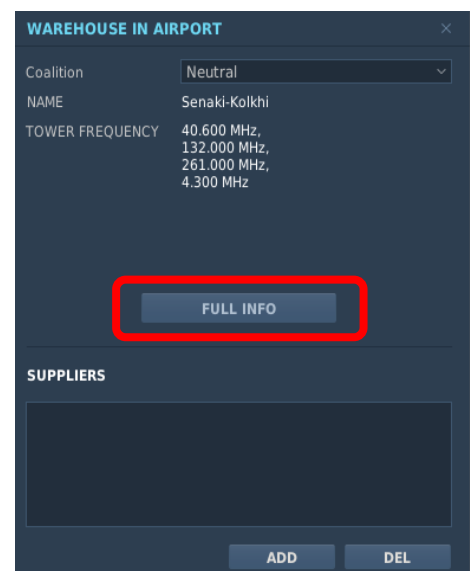 WAREHOUSE IN AIRPORT
Coalition Neutral
NAME Senaki-Kolkhi
TOWER FREQUENCY 40.600 MHz,
132.000 MHz,
261.000 MHz,
4.300 MHz
FULL INFO
SUPPLIERS
ADD DEL